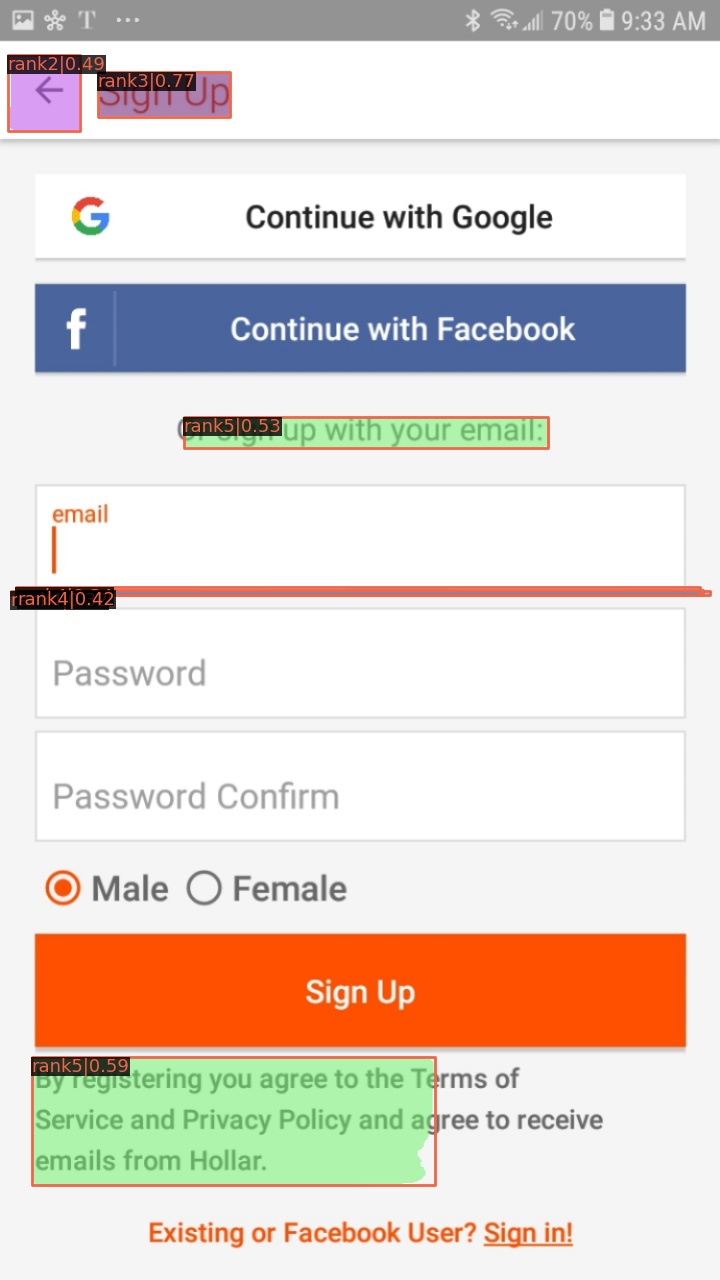 T ... 70% 9:33 AM
rank2|0.49
rank3|0.77
Sign Up
G Continue with Google
f Continue with Facebook
rank5|0.53
Or sign up with your email:
email
rank4|0.42
Password
Password Confirm
Male Female
Sign Up
rank5|0.59
By registering you agree to the Terms of
Service and Privacy Policy and agree to receive
emails from Hollar.
Existing or Facebook User? Sign in!